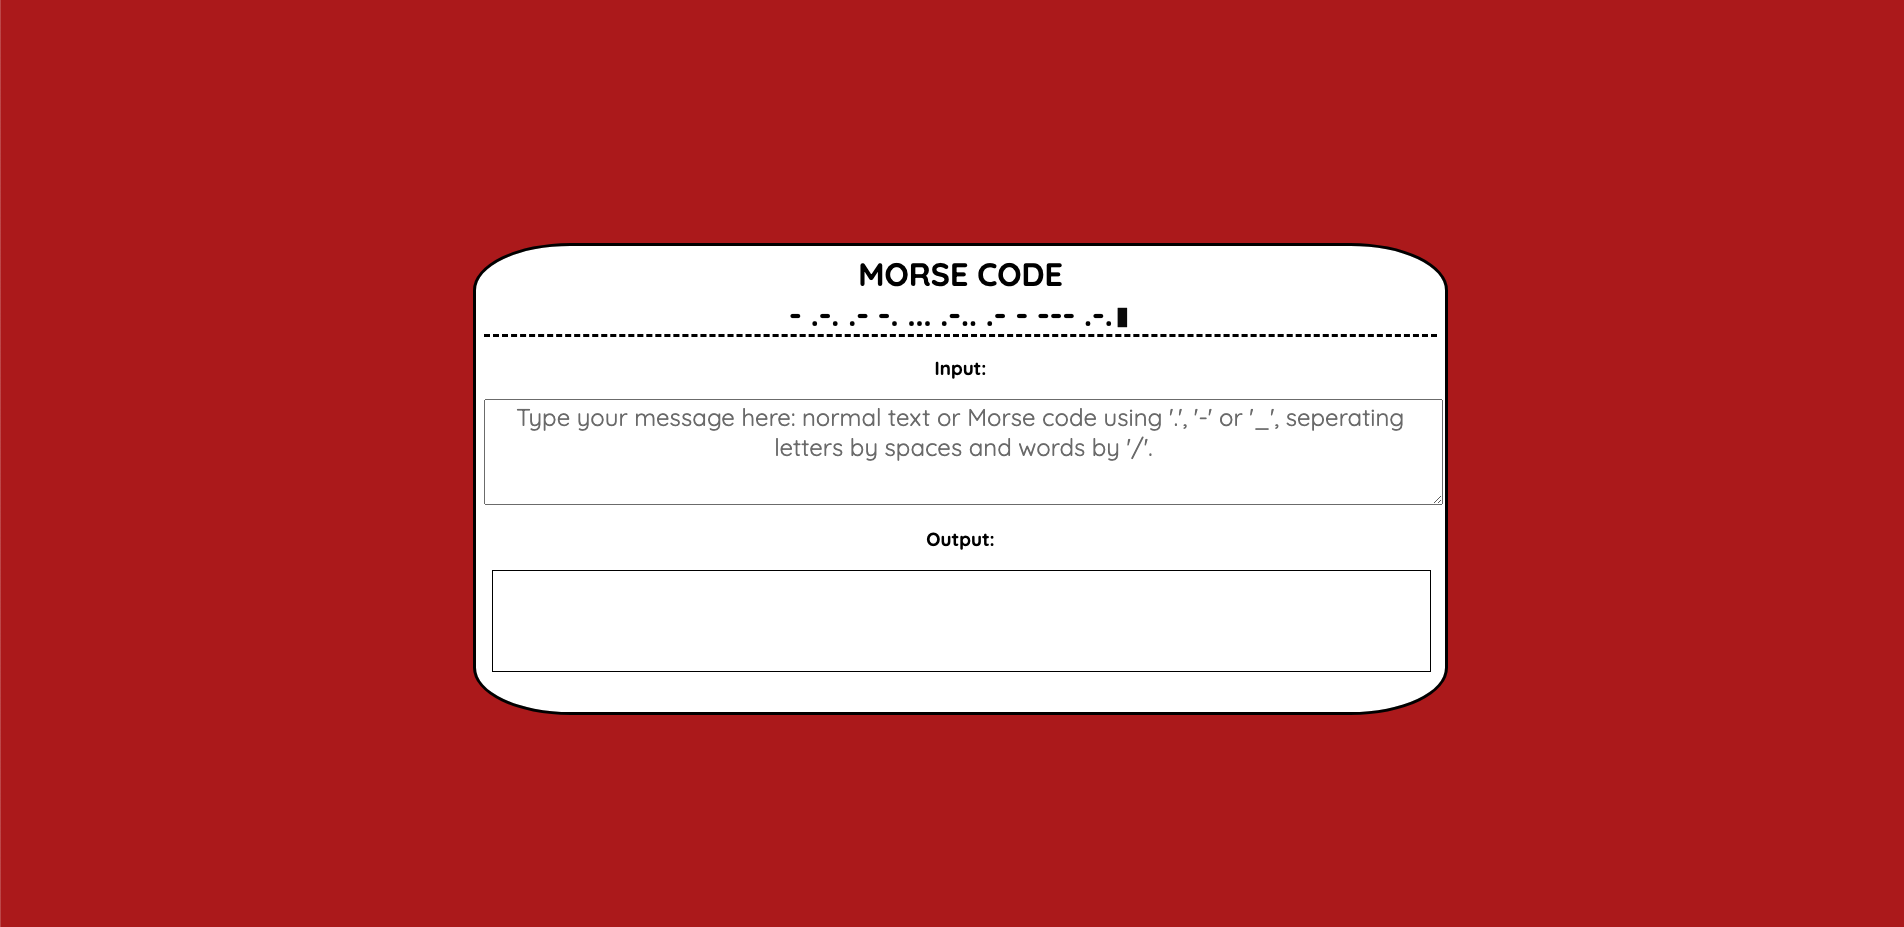 MORSE CODE
- .-. .- -. ... .-.. .- - --- .-.
Input:
Type your message here: normal text or Morse code using '.', '-' or '_', seperating
letters by spaces and words by '/'.
Output: